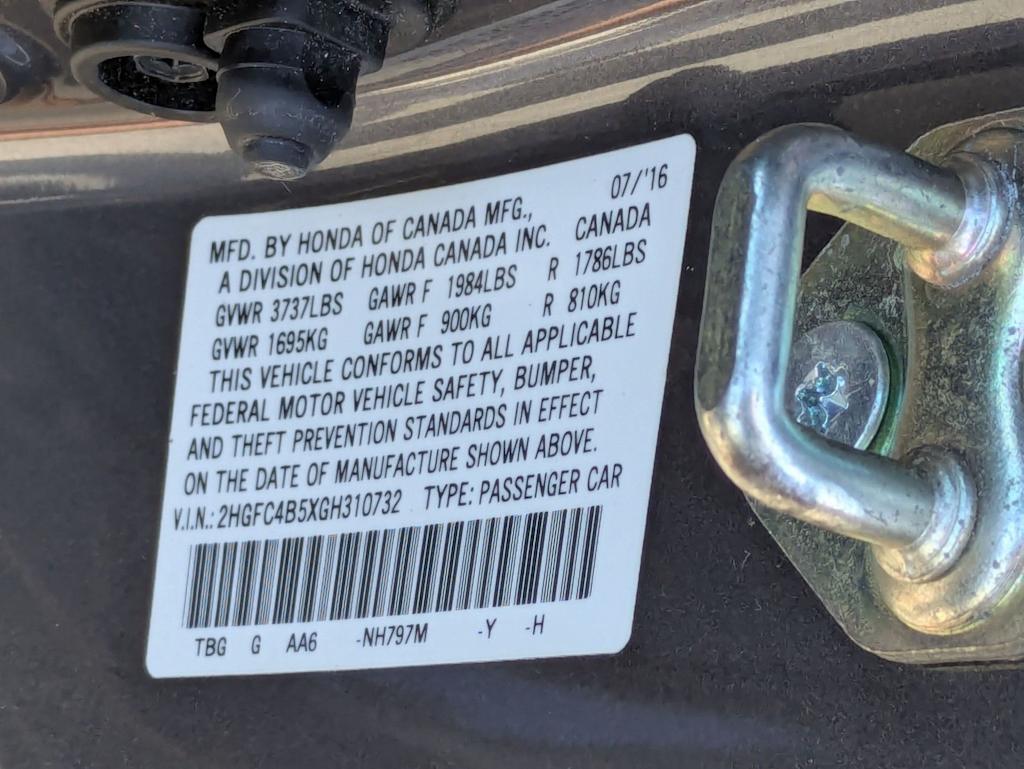 07/'16
MFD. BY HONDA OF CANADA MFG.,
A DIVISION OF HONDA CANADA INC. CANADA
GVWR 3737LBS GAWR F 1984LBS R 1786LBS
GVWR 1695KG GAWR F 900KG R 810KG
THIS VEHICLE CONFORMS TO ALL APPLICABLE
FEDERAL MOTOR VEHICLE SAFETY, BUMPER,
AND THEFT PREVENTION STANDARDS IN EFFECT
ON THE DATE OF MANUFACTURE SHOWN ABOVE.
V.I.N.: 2HGFC4B5XGH310732 TYPE: PASSENGER CAR
TBG G AA6 -NH797M -Y -H